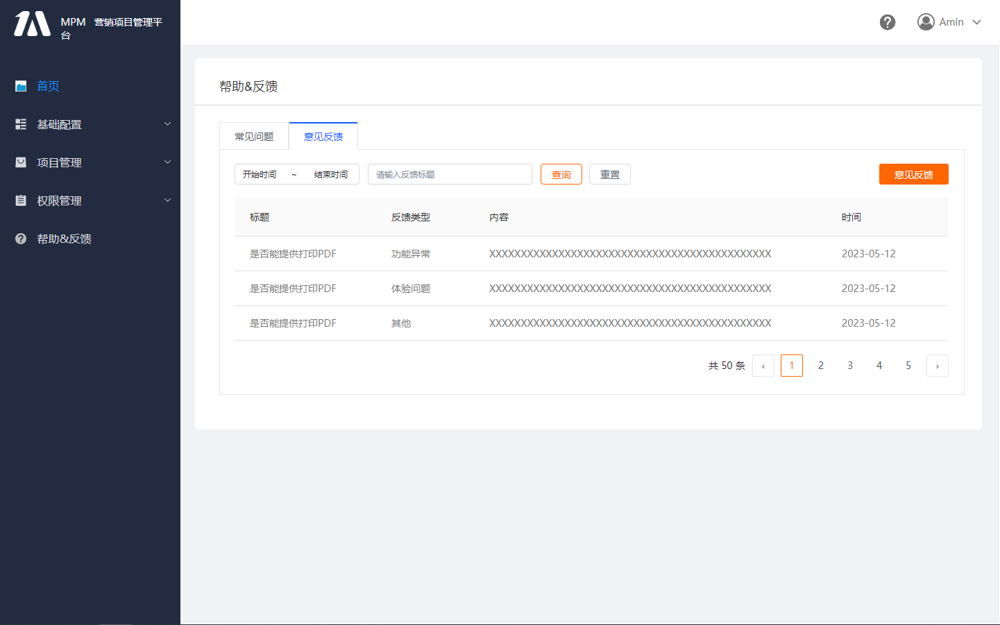 MPM 营销项目管理平
台
Amin
首页
基础配置
项目管理
权限管理
帮助&反馈
帮助&反馈
常见问题 意见反馈
开始时间 ~ 结束时间 请输入反馈标题 查询 重置 意见反馈
标题 反馈类型 内容 时间
是否能提供打印PDF 功能异常 XXXXXXXXXXXXXXXXXXXXXXXXXXXXXXXXXXXXXXXXXXXXX 2023-05-12
是否能提供打印PDF 体验问题 XXXXXXXXXXXXXXXXXXXXXXXXXXXXXXXXXXXXXXXXXXXXX 2023-05-12
是否能提供打印PDF 其他 XXXXXXXXXXXXXXXXXXXXXXXXXXXXXXXXXXXXXXXXXXXXX 2023-05-12
共 50 条 ‹ 1 2 3 4 5 ›